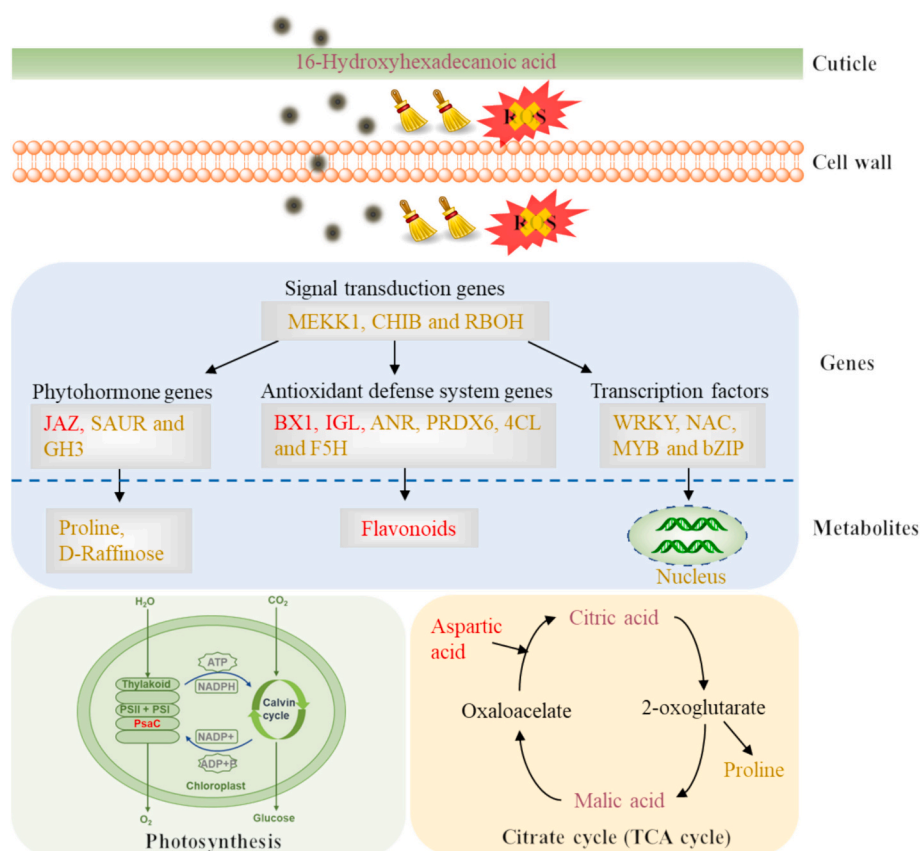 16-Hydroxyhexadecanoic acid
Cuticle
ROS
Cell wall
ROS
Signal transduction genes
MEKK1, CHIB and RBOH
Genes
Phytohormone genes
Antioxidant defense system genes
Transcription factors
JAZ, SAUR and
GH3
BX1, IGL, ANR, PRDX6, 4CL
and F5H
WRKY, NAC,
MYB and bZIP
Proline,
D-Raffinose
Flavonoids
Nucleus
Metabolites
H₂O
CO₂
ATP
NADPH
Thylakoid
PSII + PSI
PsaC
Calvin
cycle
NADP+
ADP+P
Chloroplast
O₂
Glucose
Photosynthesis
Aspartic
acid
Citric acid
Oxaloacelate
2-oxoglutarate
Proline
Malic acid
Citrate cycle (TCA cycle)